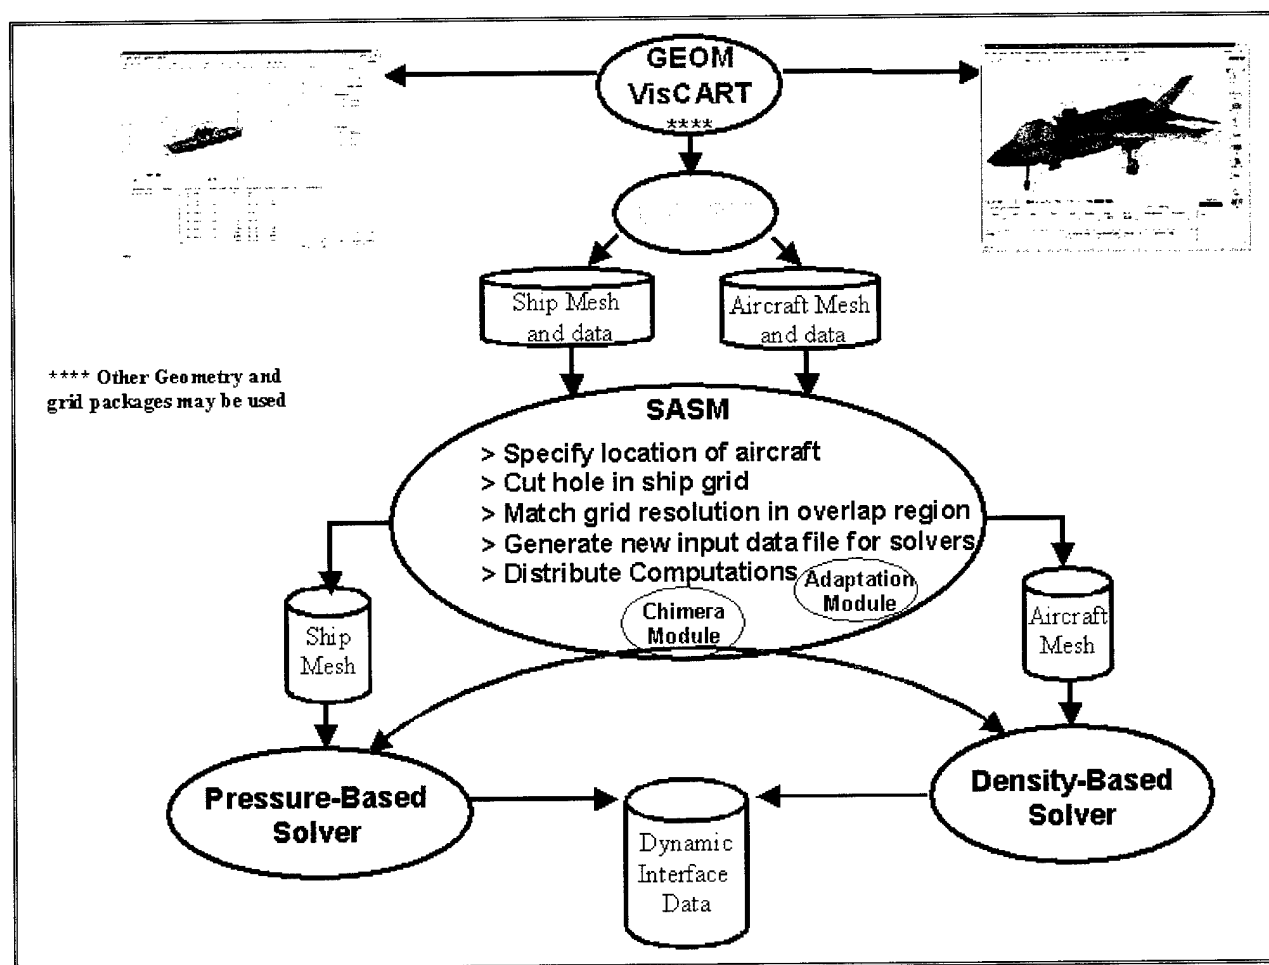 GEOM
VisCART
****
Ship Mesh
and data
Aircraft Mesh
and data
**** Other Geometry and
grid packages may be used
SASM
> Specify location of aircraft
> Cut hole in ship grid
> Match grid resolution in overlap region
> Generate new input data file for solvers
> Distribute Computations
Adaptation
Module
Chimera
Module
Ship
Mesh
Aircraft
Mesh
Pressure-Based
Solver
Density-Based
Solver
Dynamic
Interface
Data